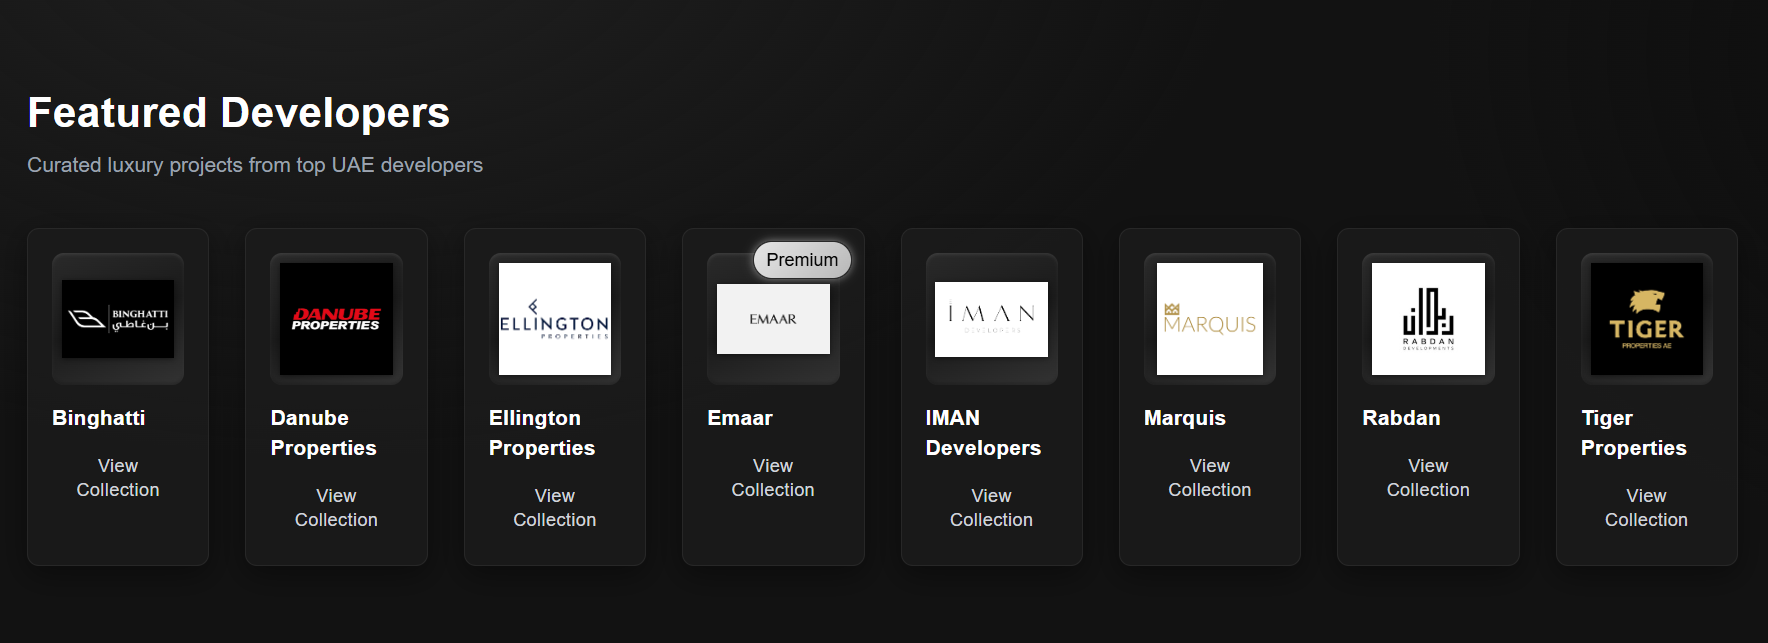 Featured Developers
Curated luxury projects from top UAE developers
BINGHATTI
بن غاطي
Binghatti
View
Collection
DANUBE
PROPERTIES
Danube
Properties
View
Collection
ELLINGTON
PROPERTIES
Ellington
Properties
View
Collection
Premium
EMAAR
Emaar
View
Collection
IMAN
DEVELOPERS
IMAN
Developers
View
Collection
MARQUIS
Marquis
View
Collection
RABDAN
DEVELOPMENTS
Rabdan
View
Collection
TIGER
PROPERTIES AE
Tiger
Properties
View
Collection